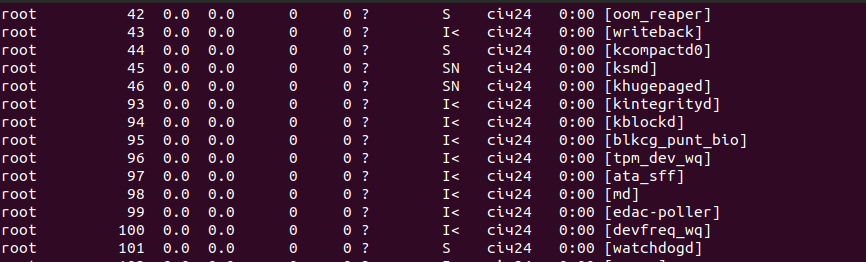 root 42 0.0 0.0 0 0 ? S січ24 0:00 [oom_reaper]
root 43 0.0 0.0 0 0 ? I< січ24 0:00 [writeback]
root 44 0.0 0.0 0 0 ? S січ24 0:00 [kcompactd0]
root 45 0.0 0.0 0 0 ? SN січ24 0:00 [ksmd]
root 46 0.0 0.0 0 0 ? SN січ24 0:00 [khugepaged]
root 93 0.0 0.0 0 0 ? I< січ24 0:00 [kintegrityd]
root 94 0.0 0.0 0 0 ? I< січ24 0:00 [kblockd]
root 95 0.0 0.0 0 0 ? I< січ24 0:00 [blkcg_punt_bio]
root 96 0.0 0.0 0 0 ? I< січ24 0:00 [tpm_dev_wq]
root 97 0.0 0.0 0 0 ? I< січ24 0:00 [ata_sff]
root 98 0.0 0.0 0 0 ? I< січ24 0:00 [md]
root 99 0.0 0.0 0 0 ? I< січ24 0:00 [edac-poller]
root 100 0.0 0.0 0 0 ? I< січ24 0:00 [devfreq_wq]
root 101 0.0 0.0 0 0 ? S січ24 0:00 [watchdogd]